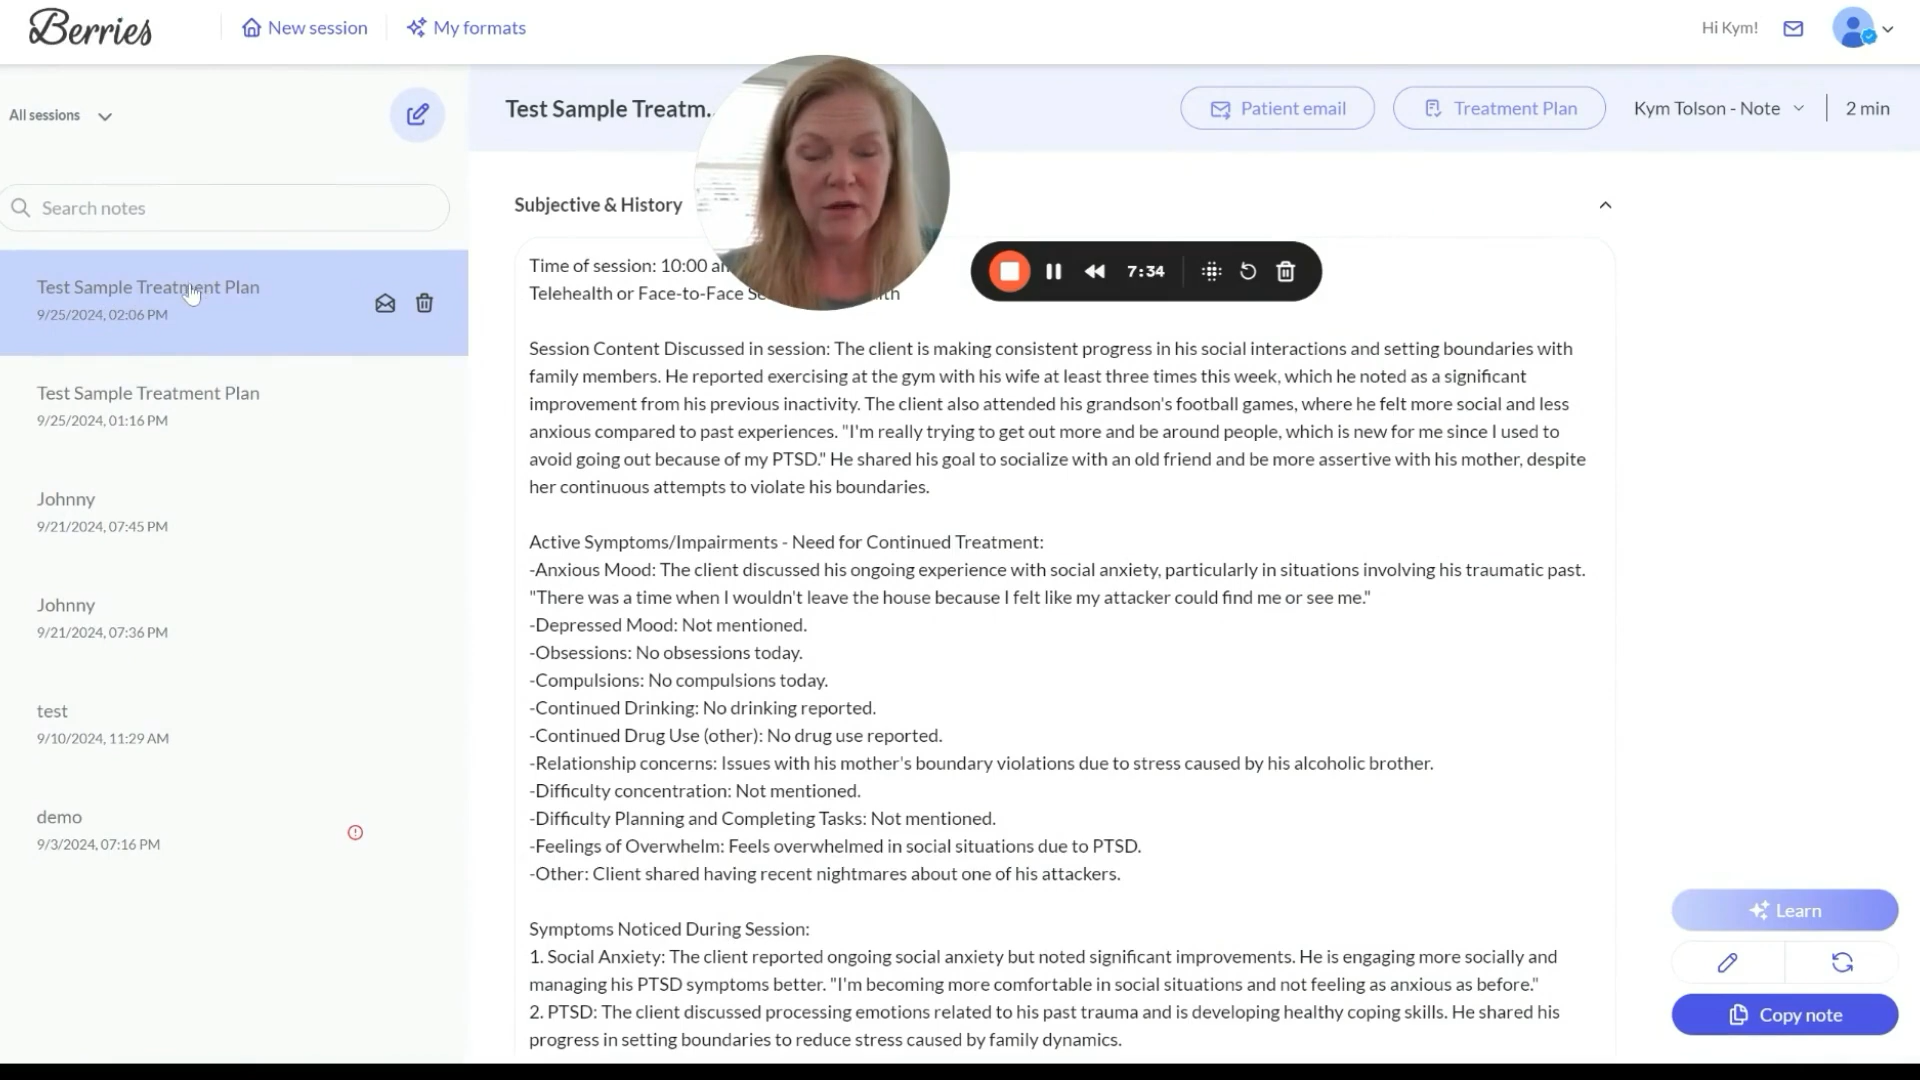 Berries
New session
My formats
Hi Kym!
All sessions
Search notes
Test Sample Treatment Plan
9/25/2024, 02:06 PM
Test Sample Treatment Plan
9/25/2024, 01:16 PM
Johnny
9/21/2024, 07:45 PM
Johnny
9/21/2024, 07:36 PM
test
9/10/2024, 11:29 AM
demo
9/3/2024, 07:16 PM
Test Sample Treatm..
Patient email
Treatment Plan
Kym Tolson - Note
2 min
Subjective & History
7:34
Time of session: 10:00
Telehealth or Face-to-Face
Session Content Discussed in session: The client is making consistent progress in his social interactions and setting boundaries with
family members. He reported exercising at the gym with his wife at least three times this week, which he noted as a significant
improvement from his previous inactivity. The client also attended his grandson's football games, where he felt more social and less
anxious compared to past experiences. "I'm really trying to get out more and be around people, which is new for me since I used to
avoid going out because of my PTSD." He shared his goal to socialize with an old friend and be more assertive with his mother, despite
her continuous attempts to violate his boundaries.
Active Symptoms/Impairments - Need for Continued Treatment:
-Anxious Mood: The client discussed his ongoing experience with social anxiety, particularly in situations involving his traumatic past.
"There was a time when I wouldn't leave the house because I felt like my attacker could find me or see me."
-Depressed Mood: Not mentioned.
-Obsessions: No obsessions today.
-Compulsions: No compulsions today.
-Continued Drinking: No drinking reported.
-Continued Drug Use (other): No drug use reported.
-Relationship concerns: Issues with his mother's boundary violations due to stress caused by his alcoholic brother.
-Difficulty concentration: Not mentioned.
-Difficulty Planning and Completing Tasks: Not mentioned.
-Feelings of Overwhelm: Feels overwhelmed in social situations due to PTSD.
-Other: Client shared having recent nightmares about one of his attackers.
Symptoms Noticed During Session:
1. Social Anxiety: The client reported ongoing social anxiety but noted significant improvements. He is engaging more socially and
managing his PTSD symptoms better. "I'm becoming more comfortable in social situations and not feeling as anxious as before."
2. PTSD: The client discussed processing emotions related to his past trauma and is developing healthy coping skills. He shared his
progress in setting boundaries to reduce stress caused by family dynamics.
Learn
Copy note